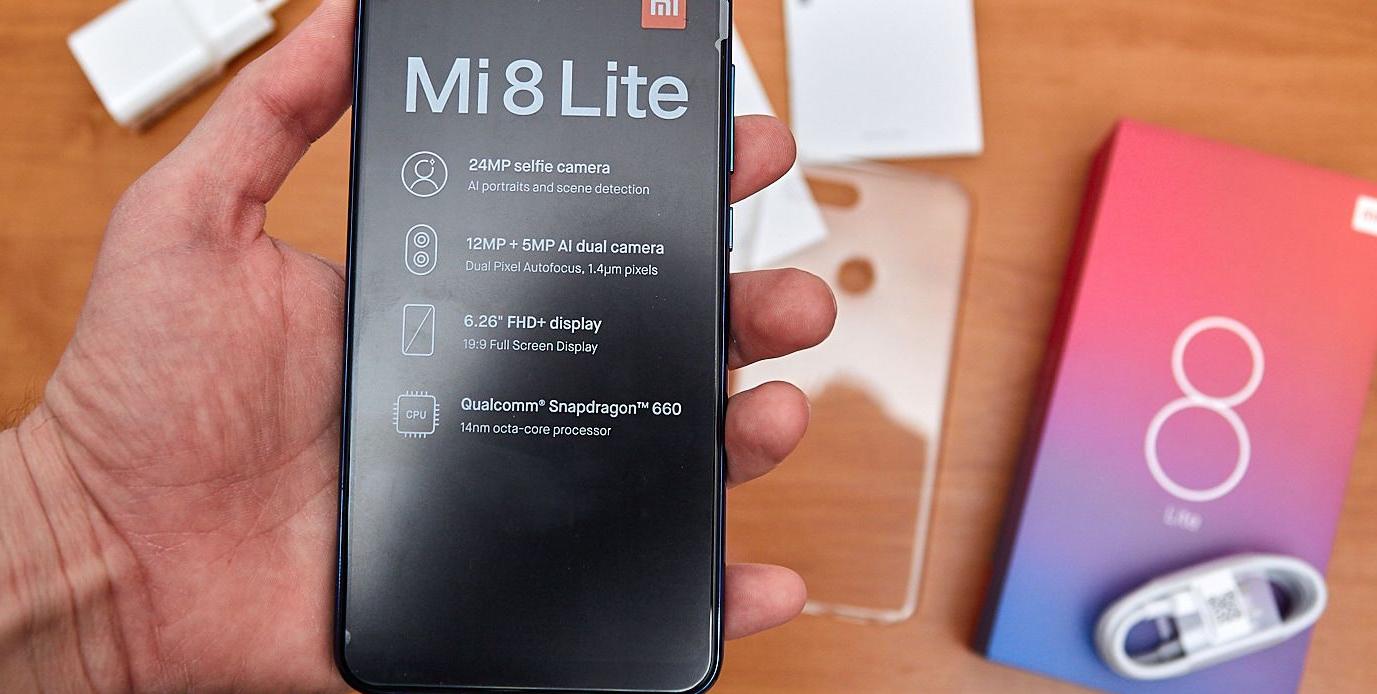 mi
Mi 8 Lite
24MP selfie camera
AI portraits and scene detection
12MP + 5MP AI dual camera
Dual Pixel Autofocus, 1.4µm pixels
6.26" FHD+ display
19:9 Full Screen Display
CPU
Qualcomm® Snapdragon™ 660
14nm octa-core processor
8
Lite